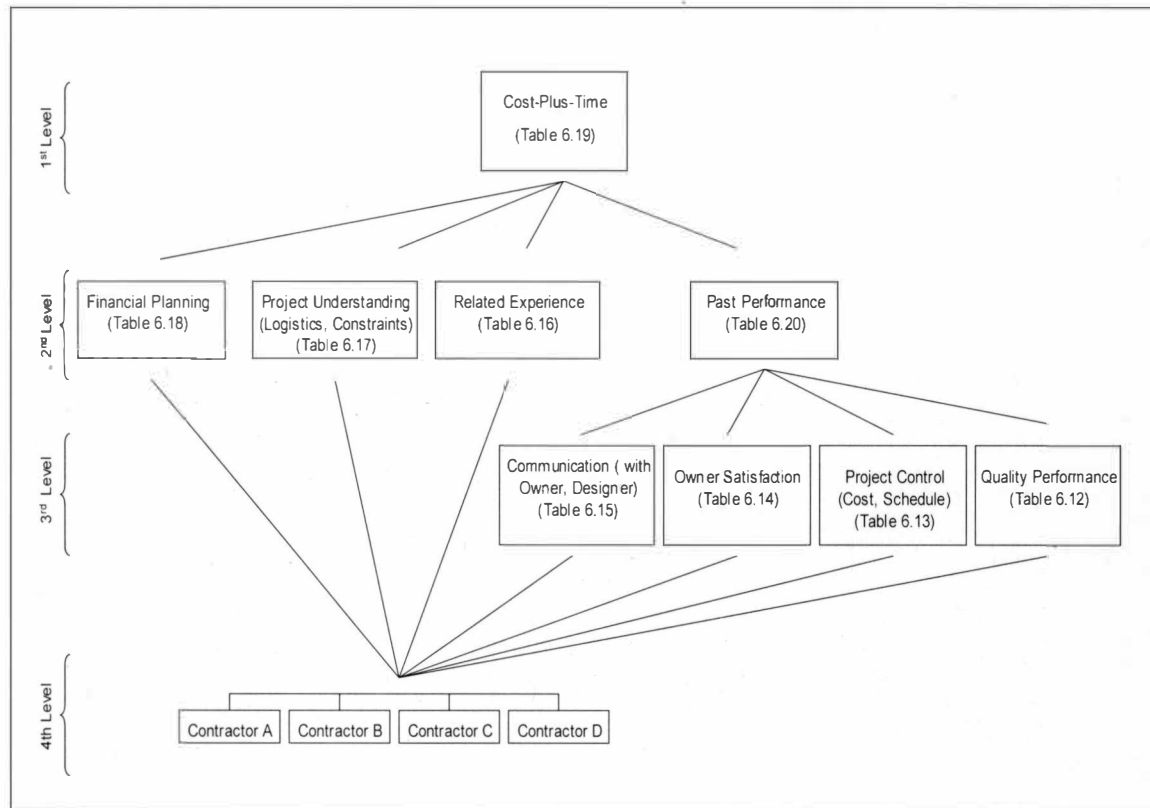 1st Level
Cost-Plus-Time
(Table 6.19)
. 2nd Level
Financial Planning
(Table 6.18)
Project Understanding
(Logistics, Constraints)
(Table 6.17)
Related Experience
(Table 6.16)
Past Performance
(Table 6.20)
3rd Level
Communication ( with
Owner, Designer)
(Table 6.15)
Owner Satisfaction
(Table 6.14)
Project Control
(Cost, Schedule)
(Table 6.13)
Quality Performance
(Table 6.12)
4th Level
Contractor A
Contractor B
Contractor C
Contractor D